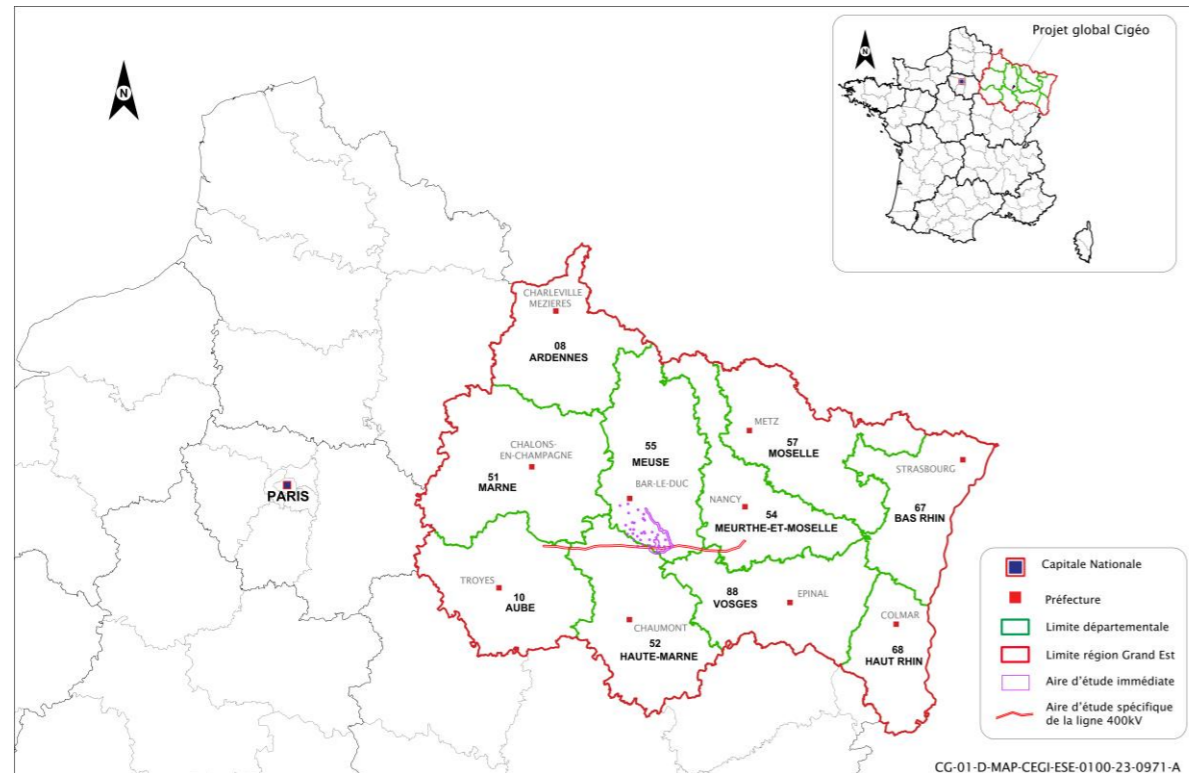 Projet global Cigéo
N
N
CHARLEVILLE
MEZIERES
08
ARDENNES
METZ
57
MOSELLE
55
MEUSE
CHALONS-
EN-CHAMPAGNE
51
MARNE
STRASBOURG
BAR-LE-DUC
PARIS
NANCY
54
MEURTHE-ET-MOSELLE
67
BAS RHIN
TROYES
10
AUBE
88
VOSGES
EPINAL
COLMAR
CHAUMONT
52
HAUTE-MARNE
68
HAUT RHIN
Capitale Nationale
Préfecture
Limite départementale
Limite région Grand Est
Aire d'étude immédiate
Aire d'étude spécifique
de la ligne 400kV
CG-01-D-MAP-CEGI-ESE-0100-23-0971-A